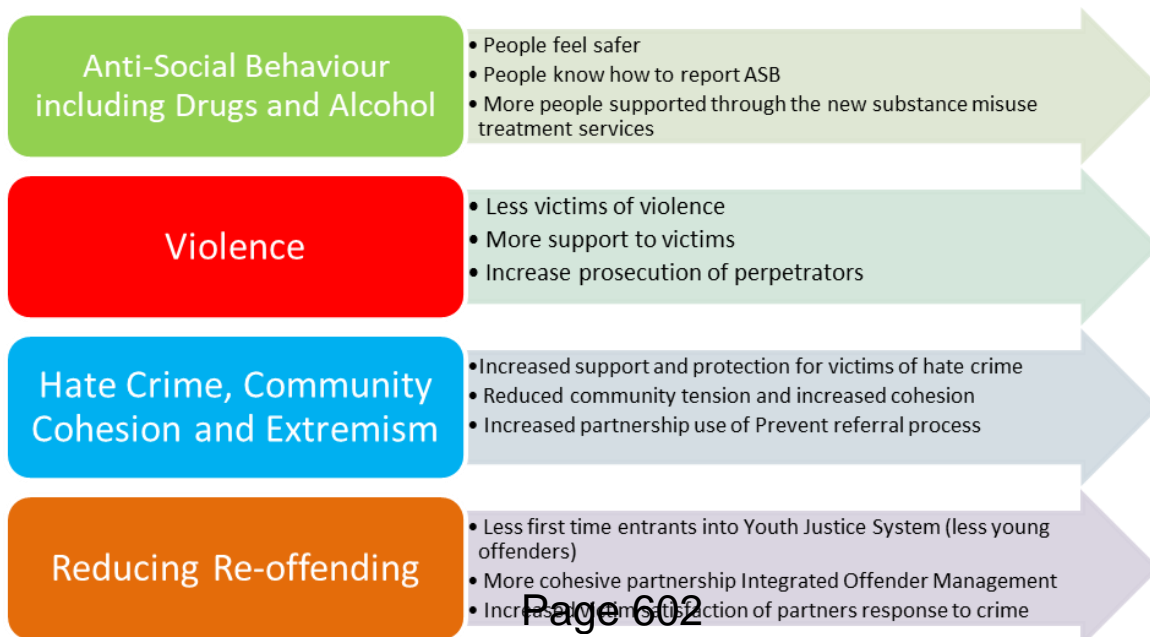 Anti-Social Behaviour
including Drugs and Alcohol
• People feel safer
• People know how to report ASB
• More people supported through the new substance misuse
treatment services
Violence
• Less victims of violence
• More support to victims
• Increase prosecution of perpetrators
Hate Crime, Community
Cohesion and Extremism
•Increased support and protection for victims of hate crime
• Reduced community tension and increased cohesion
• Increased partnership use of Prevent referral process
Reducing Re-offending
• Less first time entrants into Youth Justice System (less young
offenders)
• More cohesive partnership Integrated Offender Management
• Increased victim satisfaction of partners response to crime
Page 602